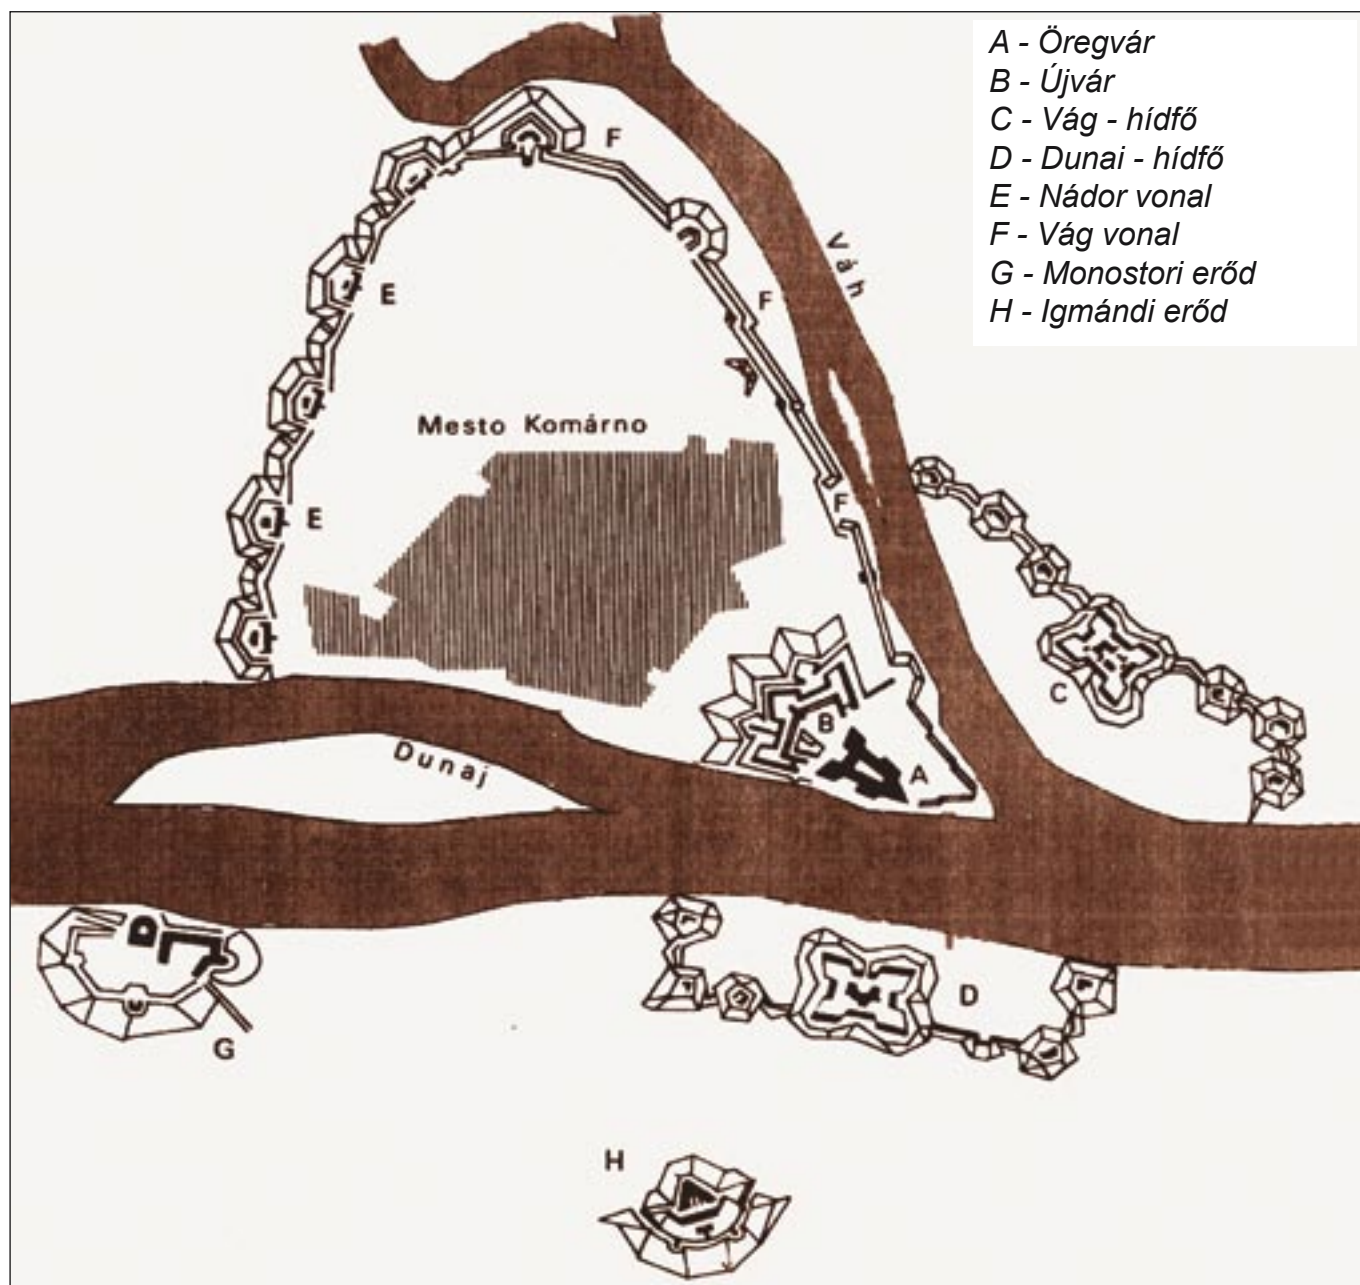 A - Öregvár
B - Újvár
C - Vág - hídfő
D - Dunai - hídfő
E - Nádor vonal
F - Vág vonal
G - Monostori erőd
H - Igmándi erőd
F
Váh
E
F
Mesto Komárno
F
E
C
B
Dunaj
A
D
G
H